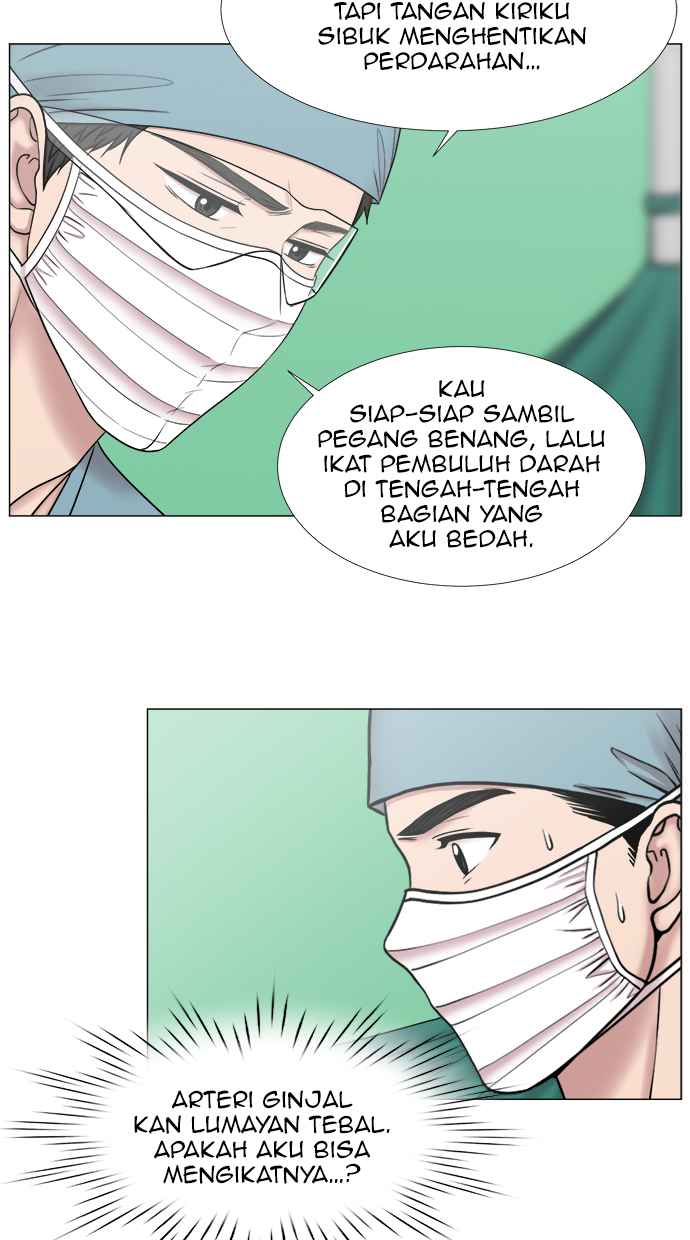 TAPI TANGAN KIRIKU
SIBUK MENGHENTIKAN
PERDARAHAN...
KAU
SIAP-SIAP SAMBIL
PEGANG BENANG, LALU
IKAT PEMBULUH DARAH
DI TENGAH-TENGAH
BAGIAN YANG
AKU BEDAH.
ARTERI GINJAL
KAN LUMAYAN TEBAL.
APAKAH AKU BISA
MENGIKATNYA...?